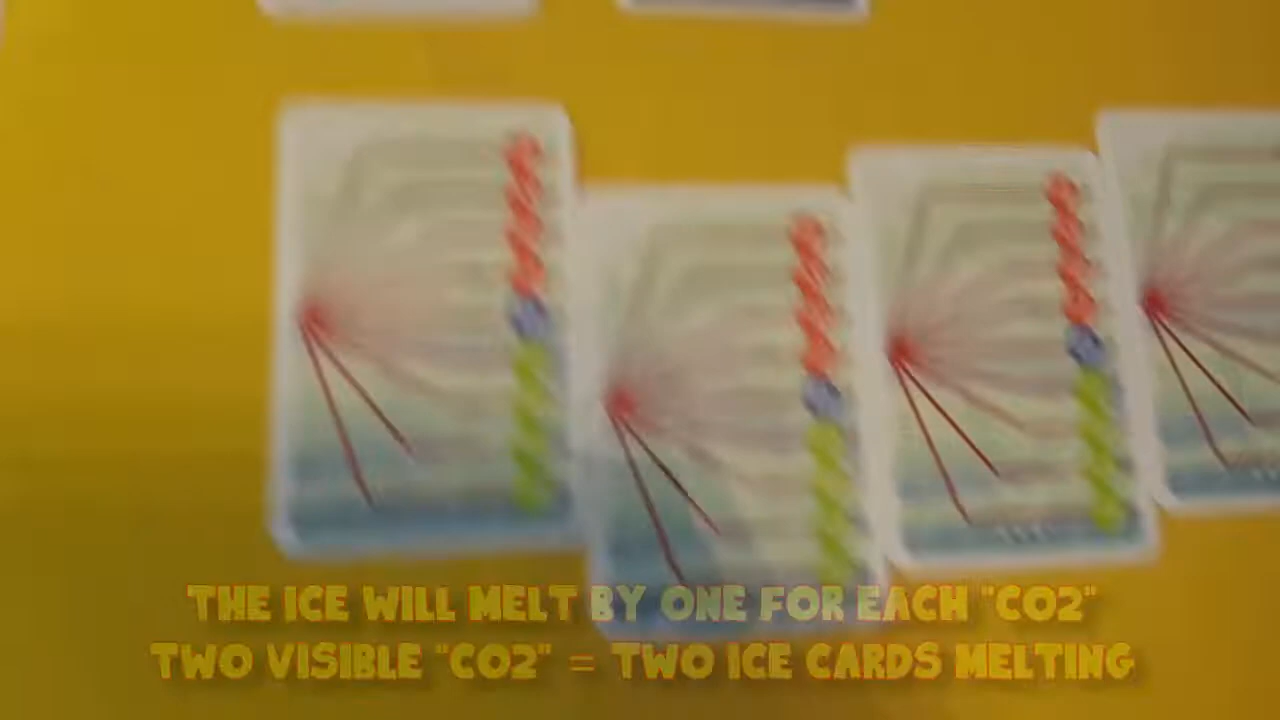 THE ICE WILL MELT BY ONE FOR EACH "CO2"
TWO VISIBLE "CO2" = TWO ICE CARDS MELTING